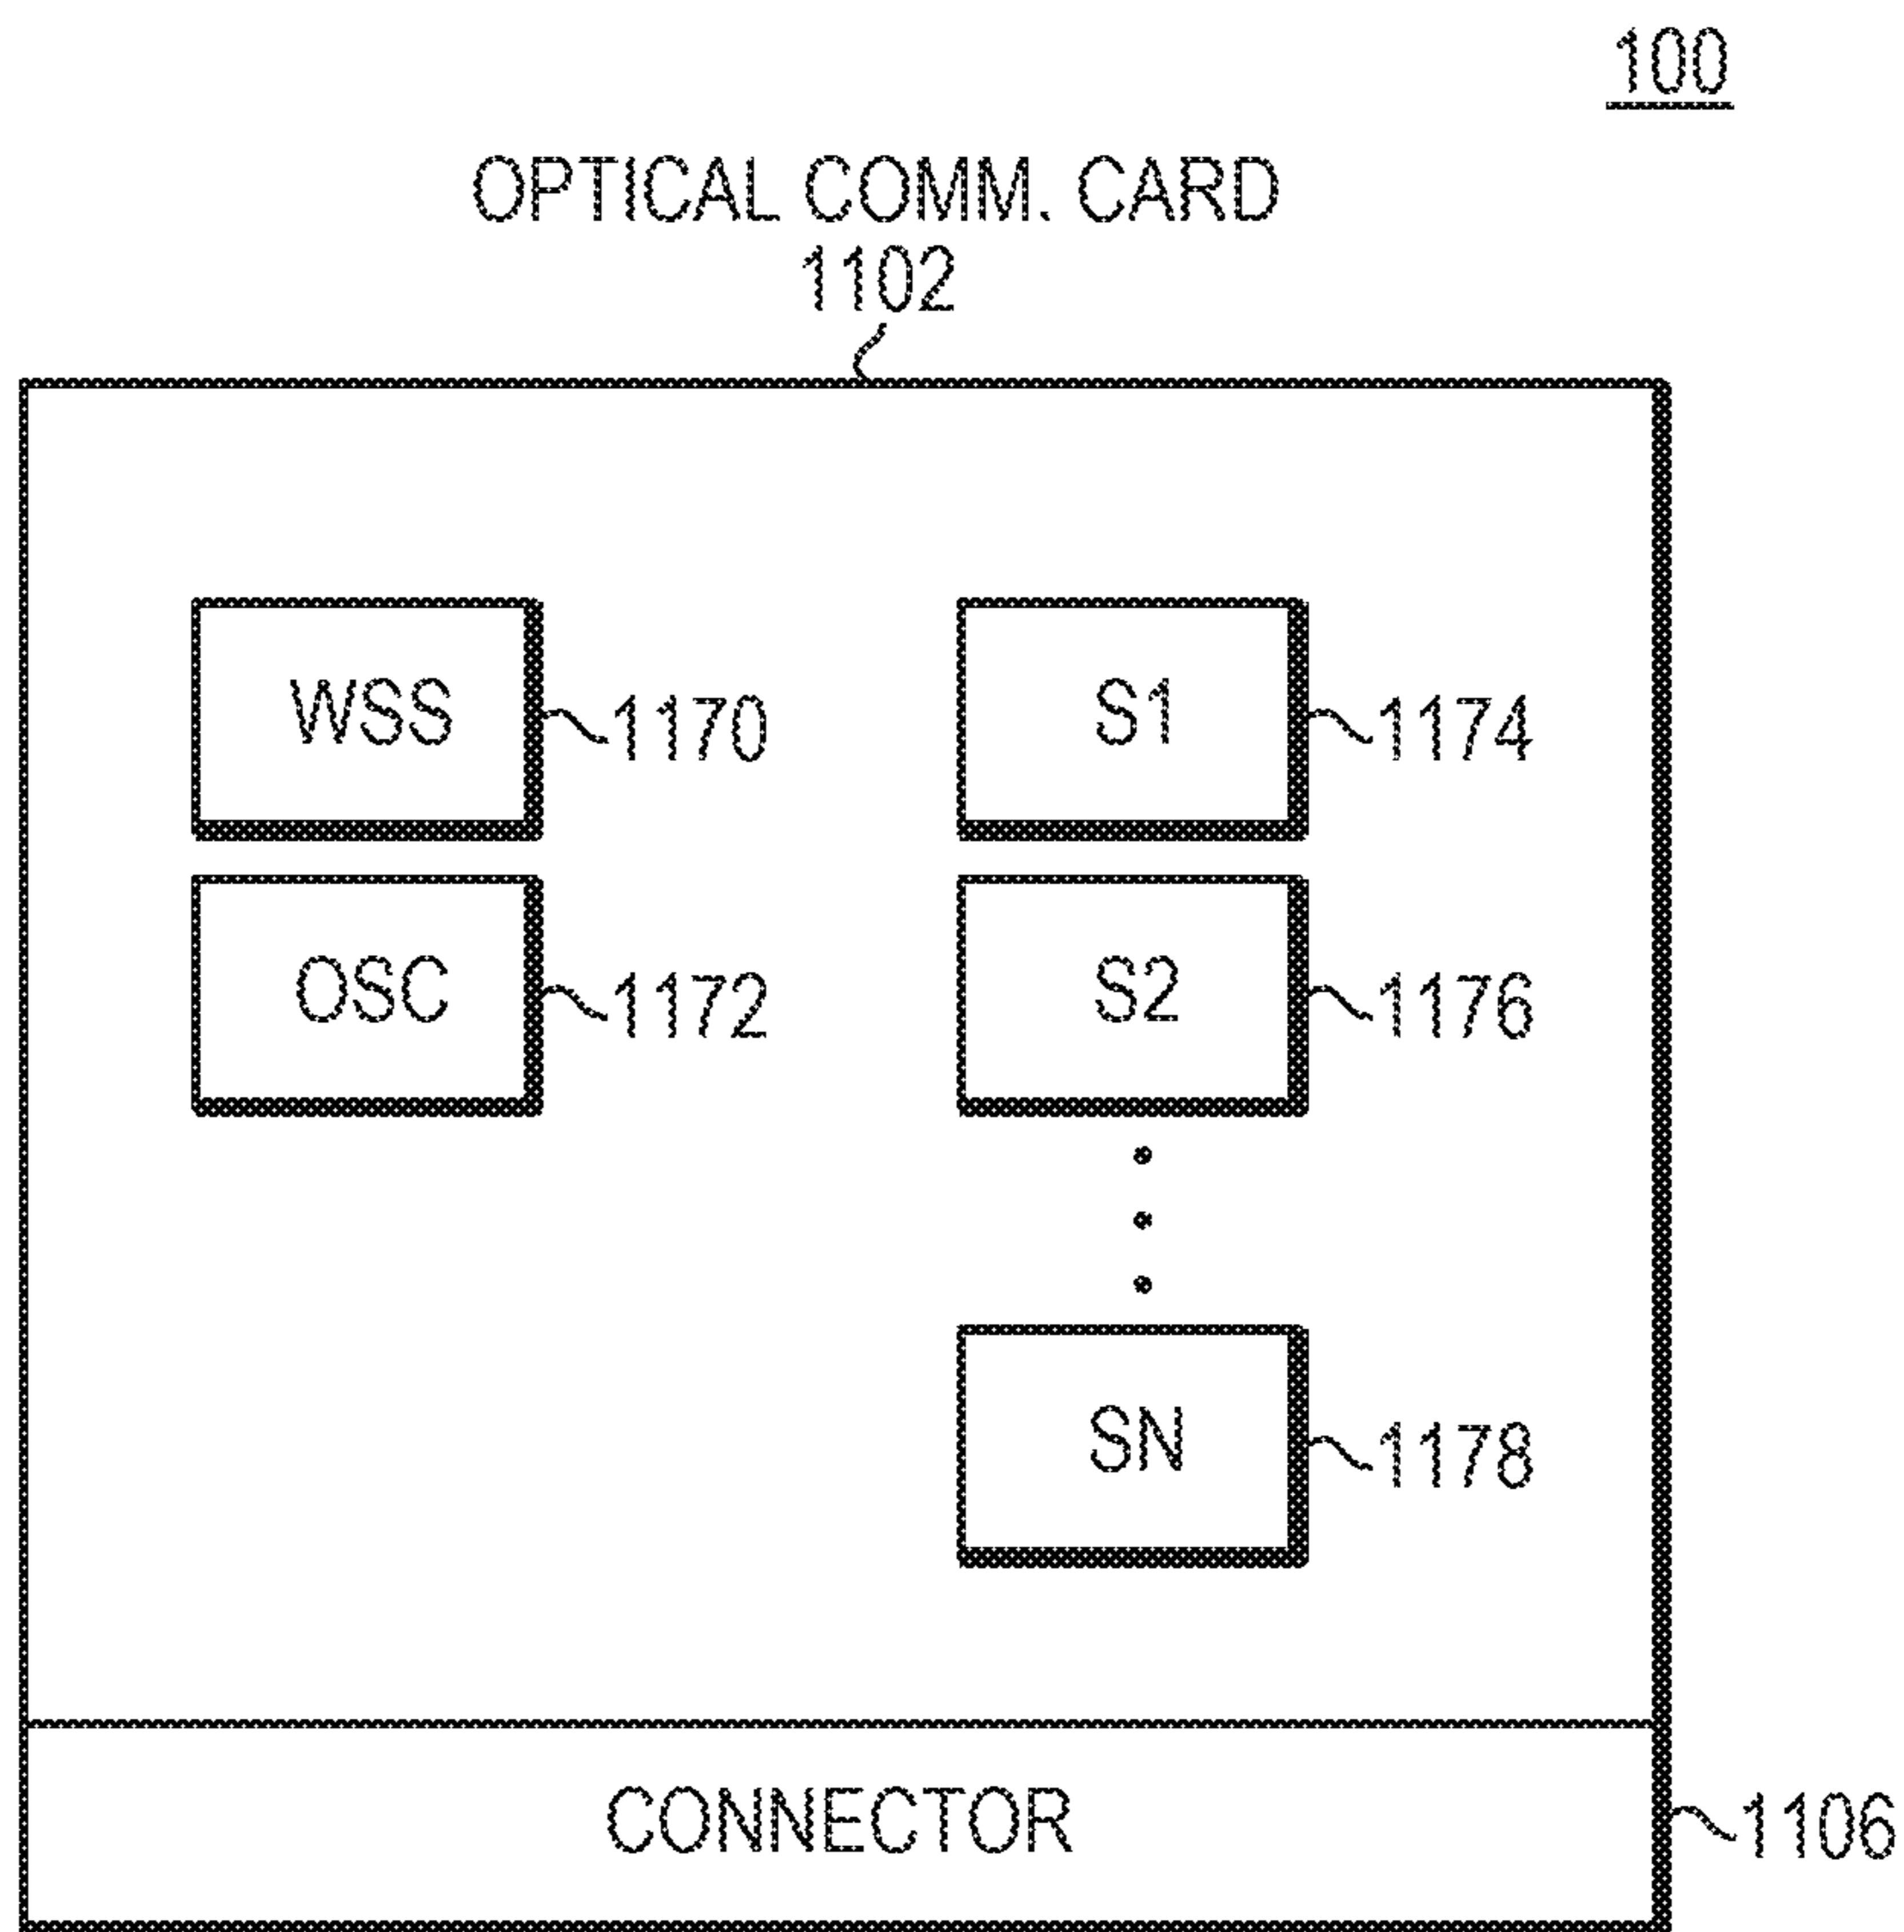 100
OPTICAL COMM. CARD
1102
WSS 1170 S1 1174
OSC 1172 S2 1176
SN 1178
CONNECTOR 1106